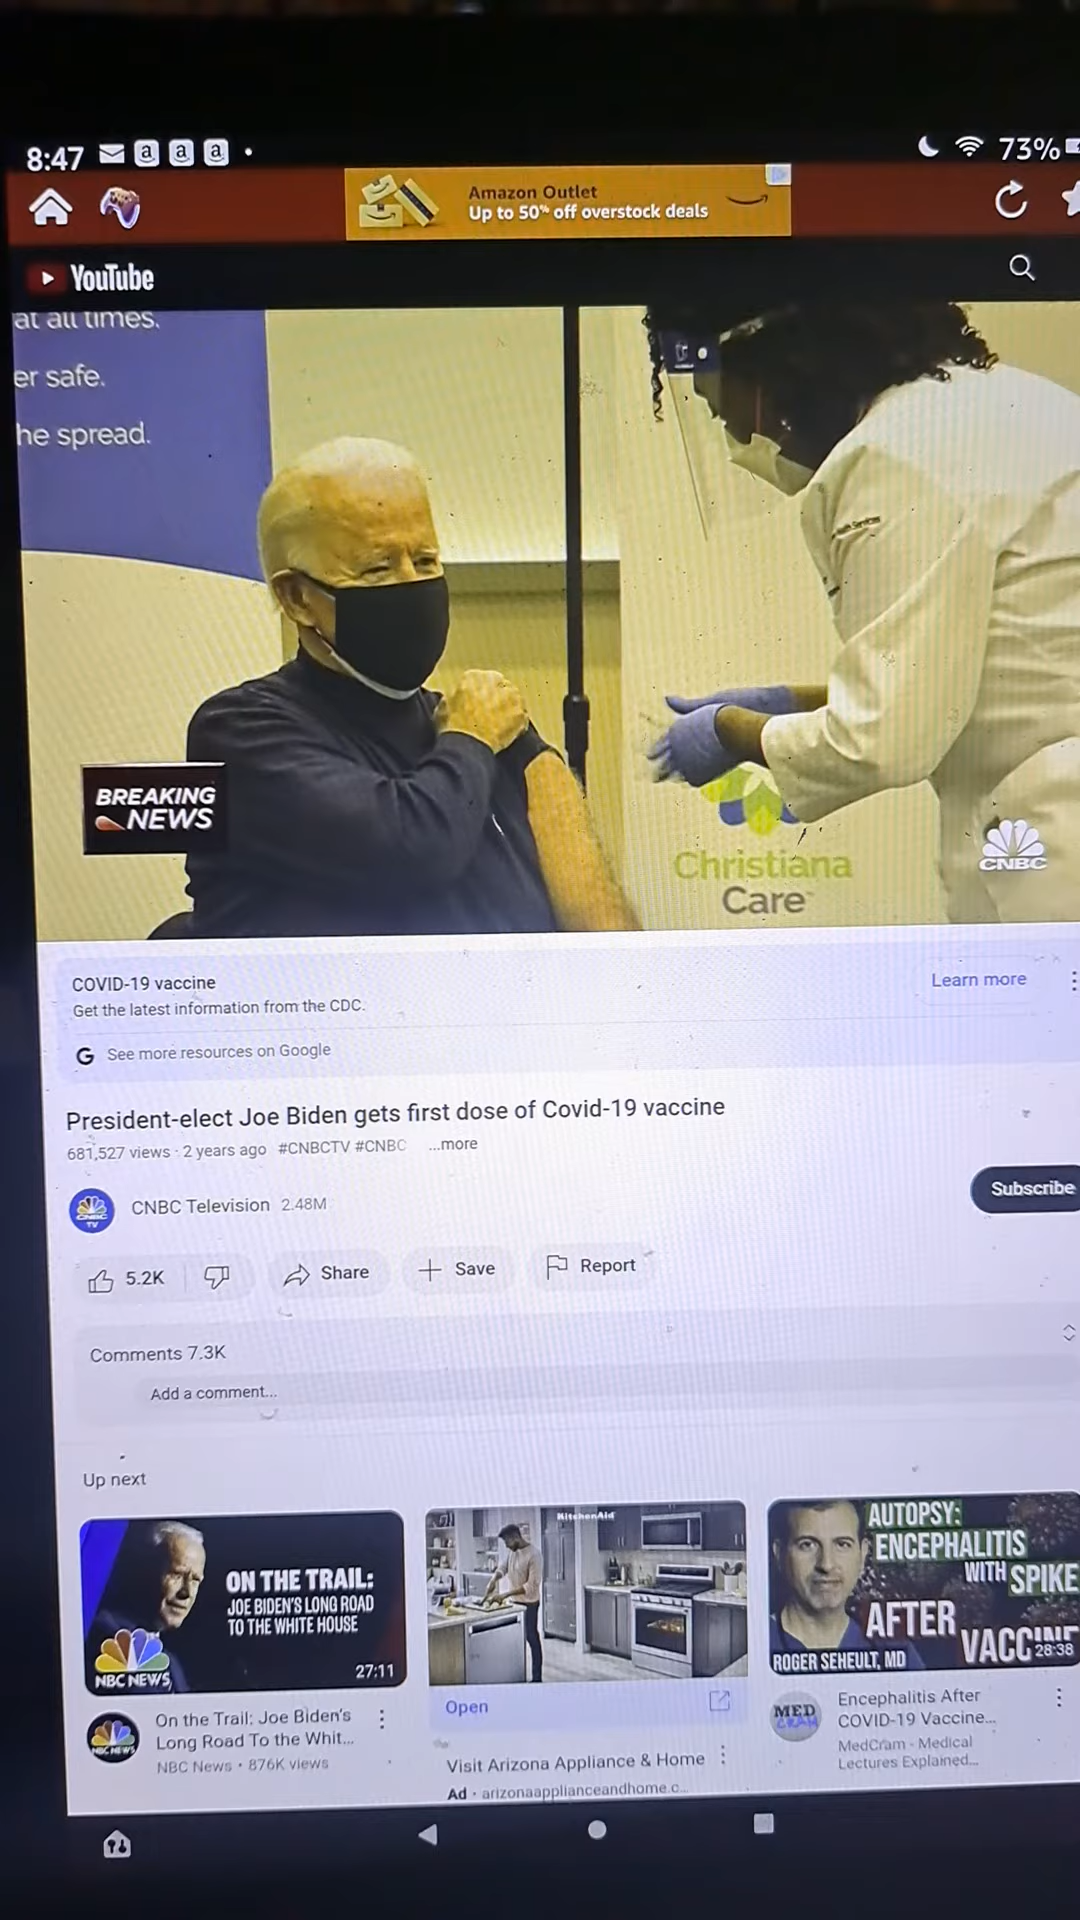 8:47
73%
Amazon Outlet
Up to 50% off overstock deals
YouTube
at all times.
er safe.
he spread.
BREAKING
NEWS
Christiana
Care
CNBC
COVID-19 vaccine
Learn more
Get the latest information from the CDC.
G See more resources on Google
President-elect Joe Biden gets first dose of Covid-19 vaccine
681,527 views · 2 years ago #CNBCTV #CNBC ...more
CNBC Television 2.48M
Subscribe
5.2K
Share
Save
Report
Comments 7.3K
Add a comment...
Up next
ON THE TRAIL:
JOE BIDEN'S LONG ROAD
TO THE WHITE HOUSE
NBC NEWS
27:11
On the Trail: Joe Biden's
Long Road To the Whit...
NBC News • 876K views
KitchenAid
Open
Visit Arizona Appliance & Home
Ad · arizonaapplianceandhome.c...
AUTOPSY:
ENCEPHALITIS
WITH SPIKE
AFTER
VACCINE
ROGER SEHEULT, MD
28:38
MED
CRAM
Encephalitis After
COVID-19 Vaccine...
MedCram - Medical
Lectures Explained...